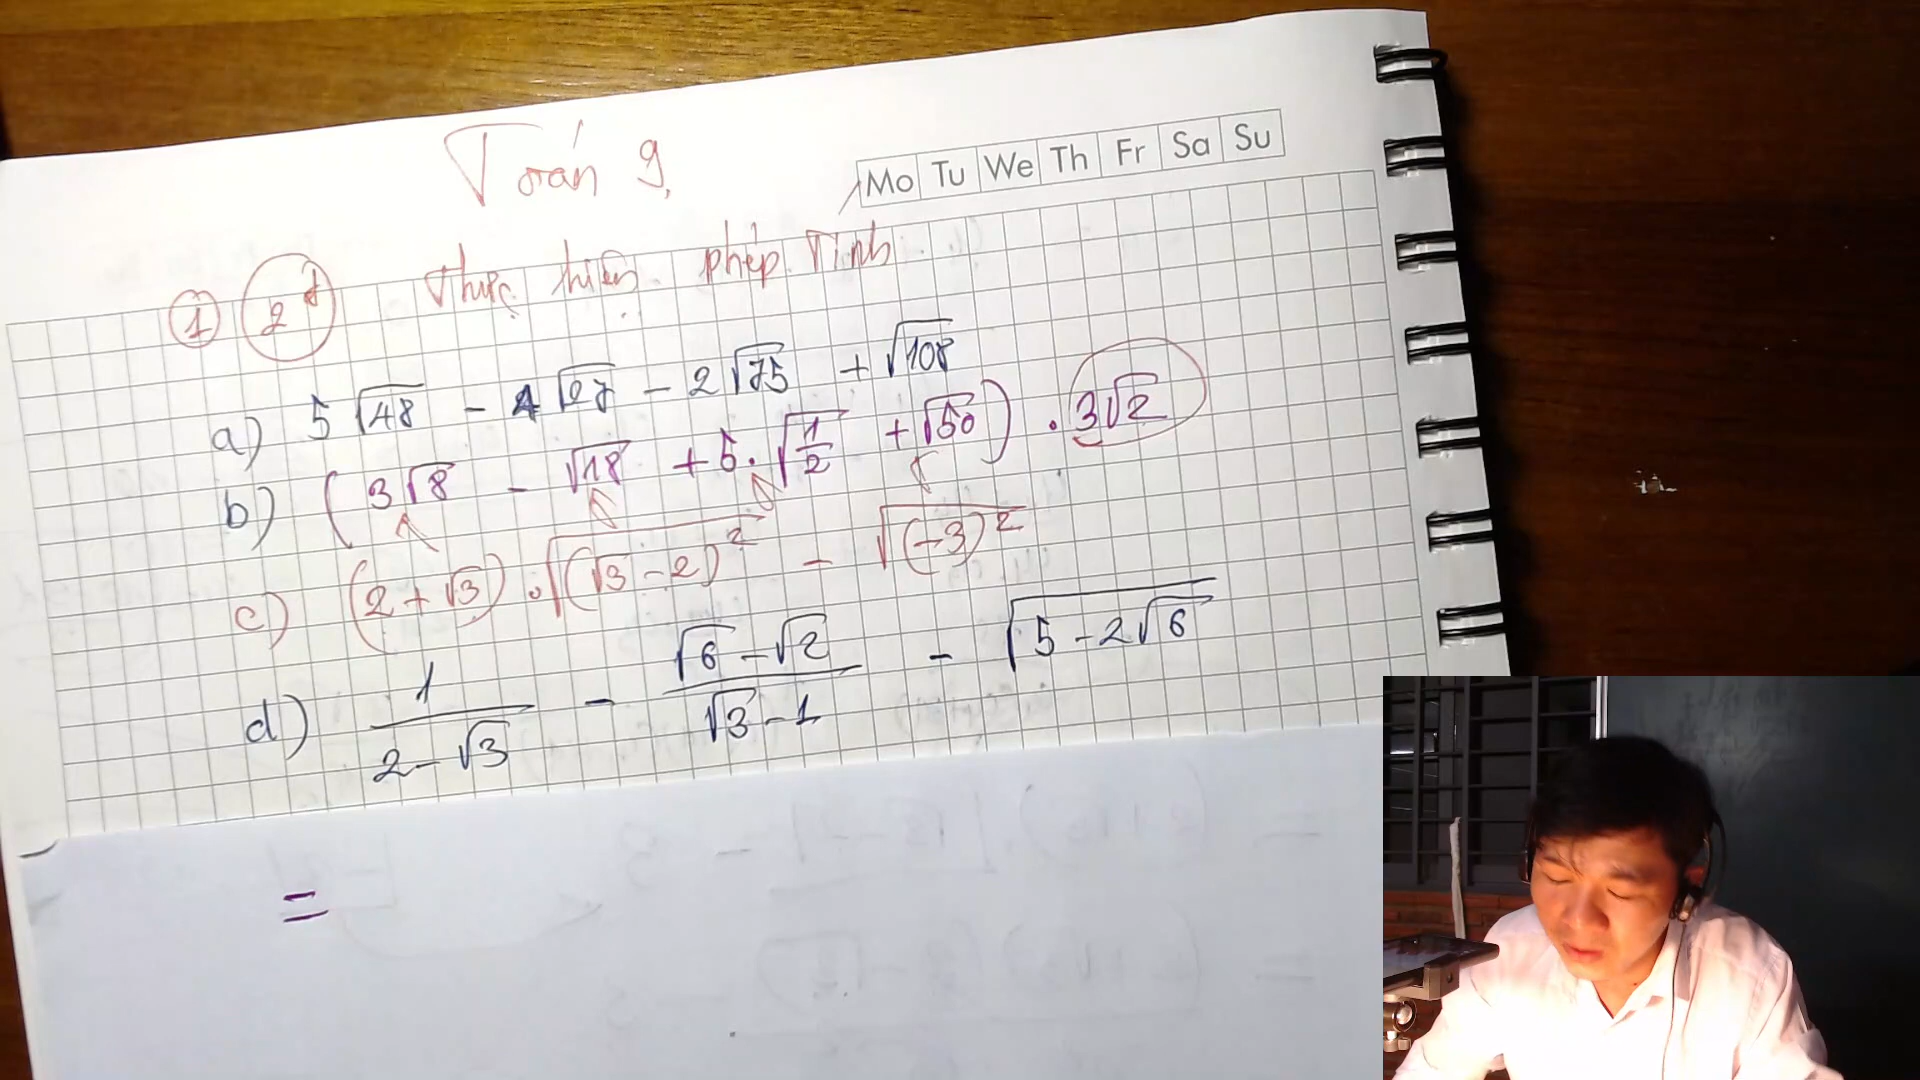 Toán 9,
Mo Tu We Th Fr Sa Su
① 2đ Thực hiện phép tính
a) 5√48 - 4√27 - 2√75 + √108
b) (3√8 - √18 + 5.√(1/2) + √50) . 3√2
c) (2 + √3) . √((√3 - 2)²) - √((-3)²)
d) 1/(2 - √3) - (√6 - √2)/(√3 - 1) - √(5 - 2√6)
=